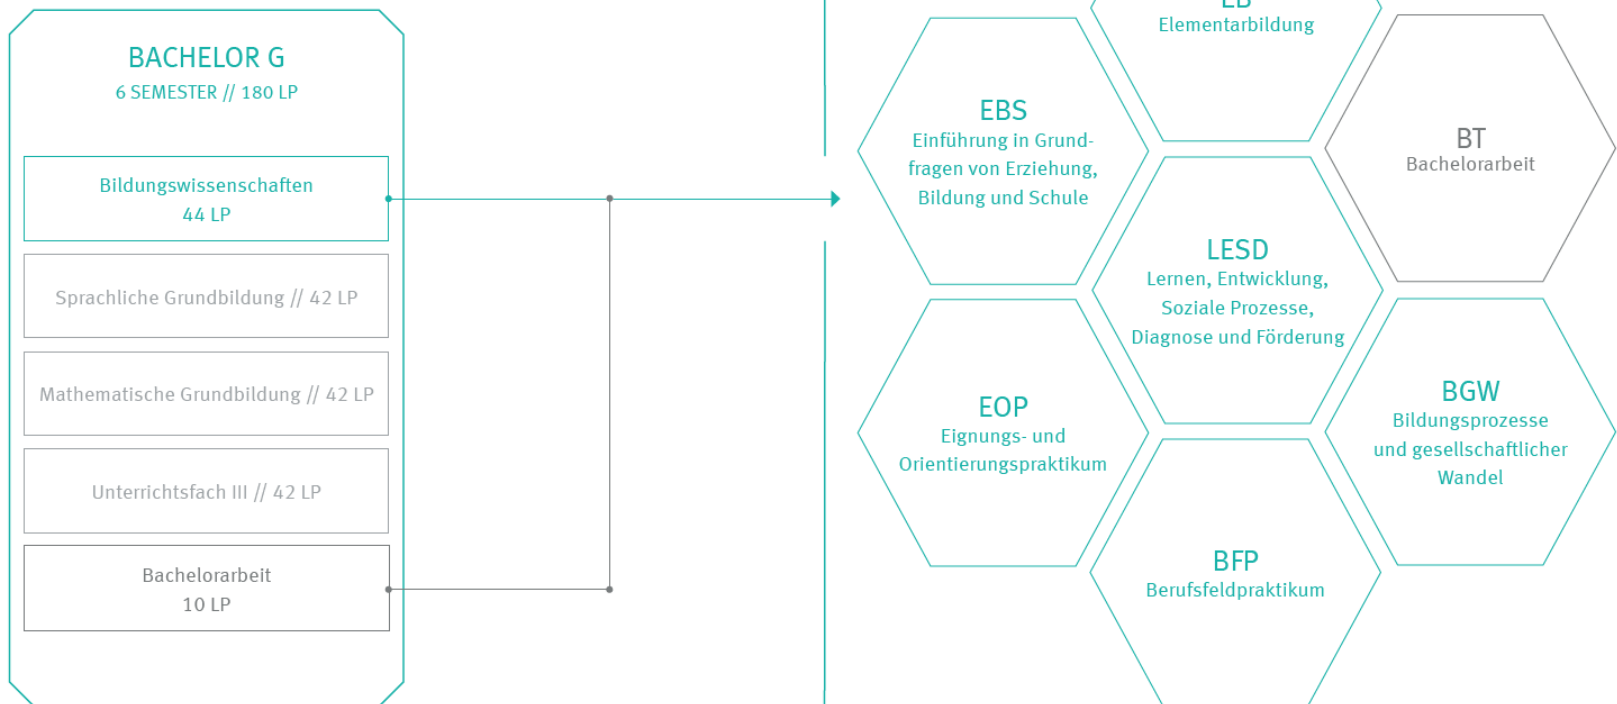 BACHELOR G
6 SEMESTER // 180 LP
Bildungswissenschaften
44 LP
Sprachliche Grundbildung // 42 LP
Mathematische Grundbildung // 42 LP
Unterrichtsfach III // 42 LP
Bachelorarbeit
10 LP
EB
Elementarbildung
EBS
Einführung in Grund-
fragen von Erziehung,
Bildung und Schule
BT
Bachelorarbeit
LESD
Lernen, Entwicklung,
Soziale Prozesse,
Diagnose und Förderung
EOP
Eignungs- und
Orientierungspraktikum
BGW
Bildungsprozesse
und gesellschaftlicher
Wandel
BFP
Berufsfeldpraktikum